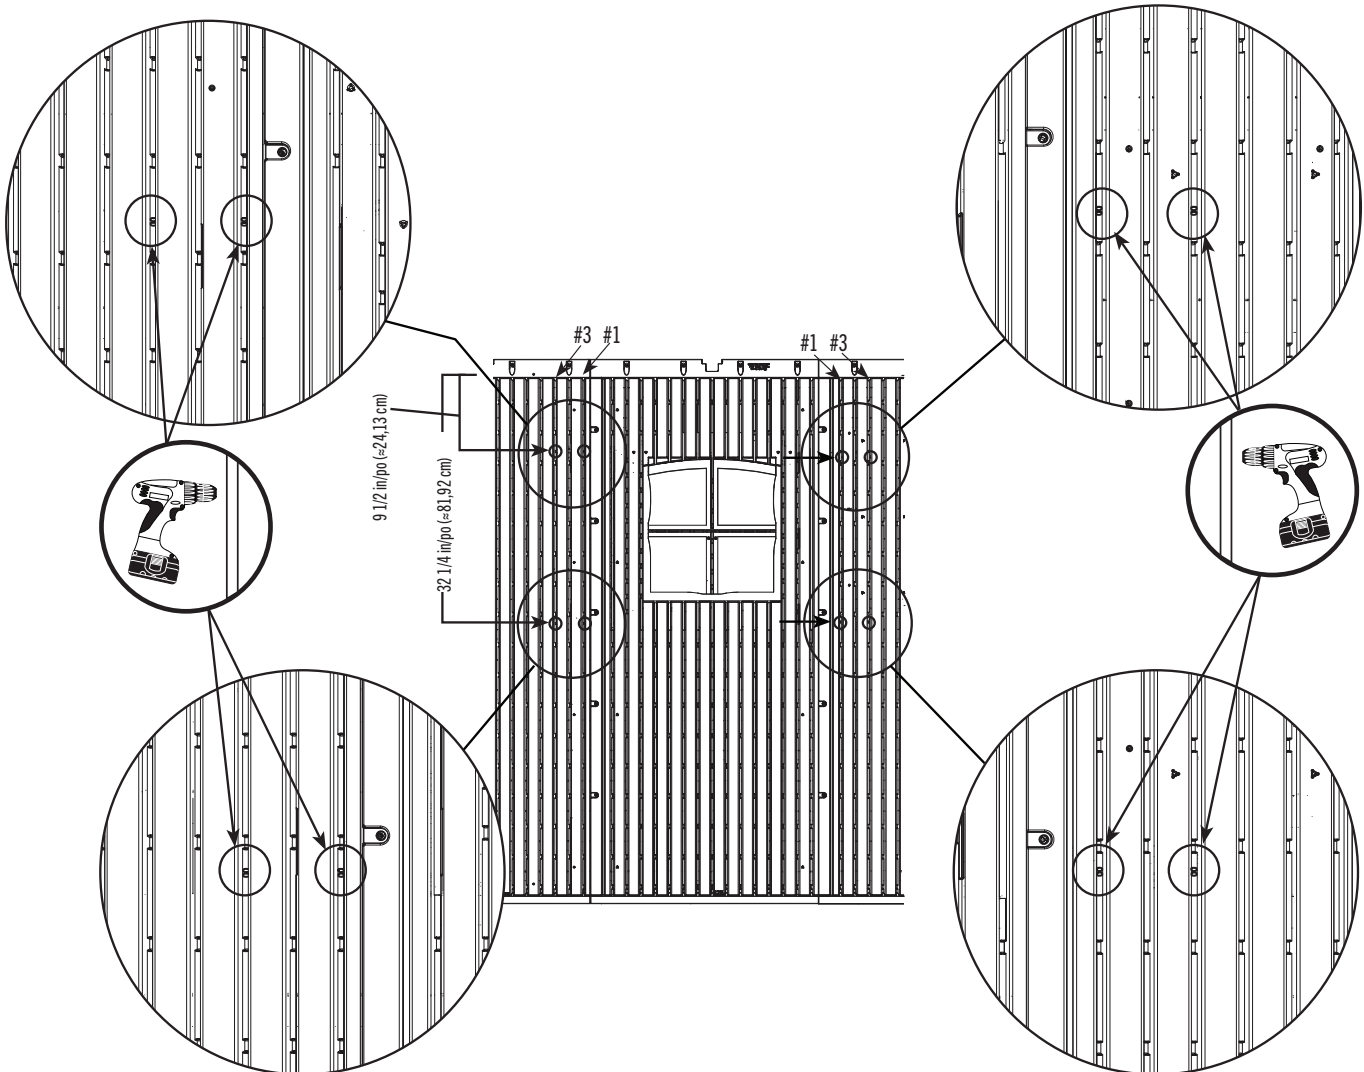 #3 #1
#1 #3
9 1/2 in/po (≈24,13 cm)
32 1/4 in/po (≈81,92 cm)